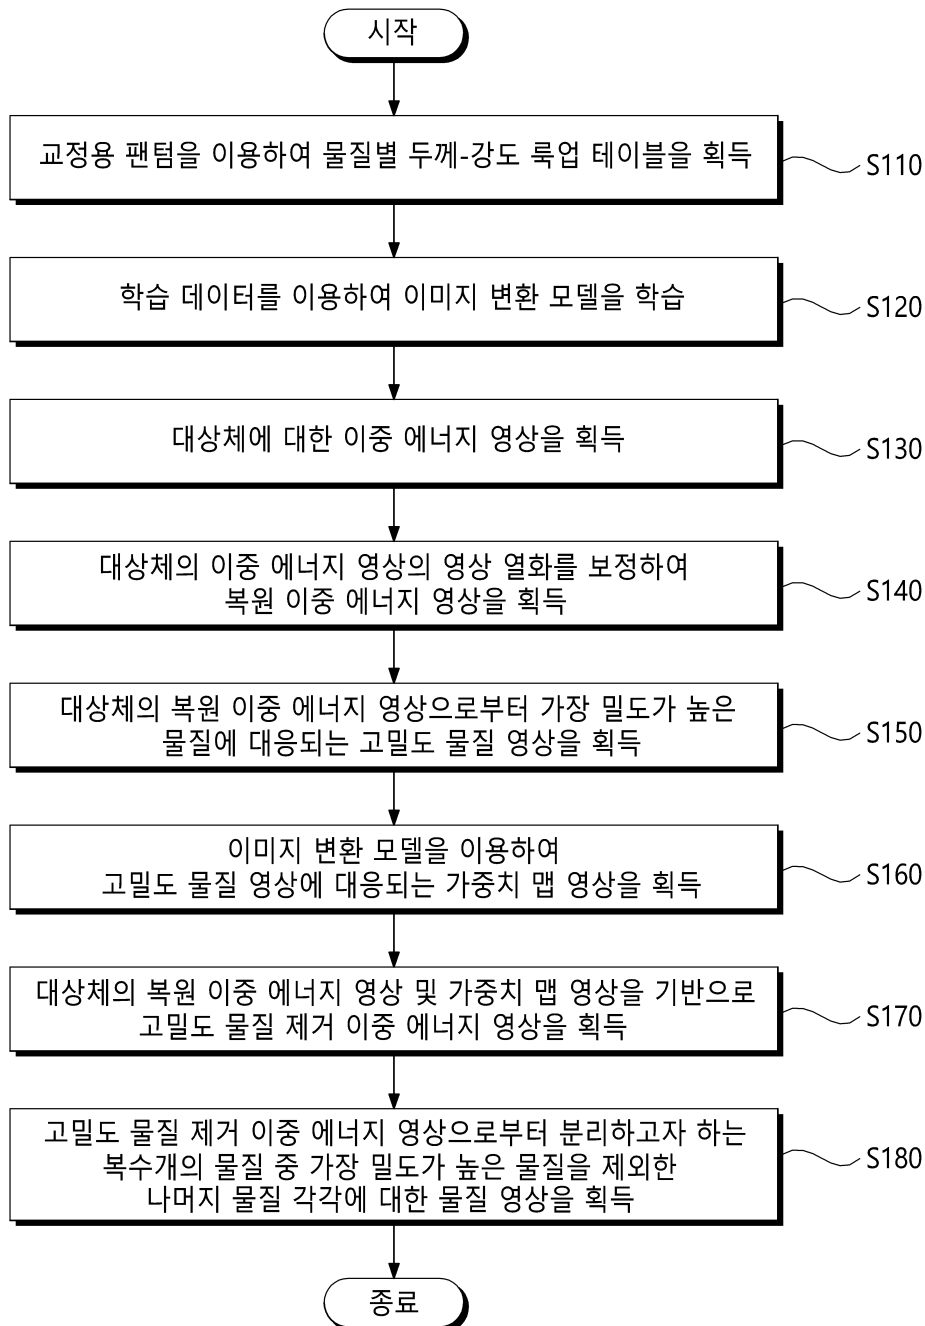 시작
교정용 팬텀을 이용하여 물질별 두께-강도 룩업 테이블을 획득
S110
학습 데이터를 이용하여 이미지 변환 모델을 학습
S120
대상체에 대한 이중 에너지 영상을 획득
S130
대상체의 이중 에너지 영상의 영상 열화를 보정하여
복원 이중 에너지 영상을 획득
S140
대상체의 복원 이중 에너지 영상으로부터 가장 밀도가 높은
물질에 대응되는 고밀도 물질 영상을 획득
S150
이미지 변환 모델을 이용하여
고밀도 물질 영상에 대응되는 가중치 맵 영상을 획득
S160
대상체의 복원 이중 에너지 영상 및 가중치 맵 영상을 기반으로
고밀도 물질 제거 이중 에너지 영상을 획득
S170
고밀도 물질 제거 이중 에너지 영상으로부터 분리하고자 하는
복수개의 물질 중 가장 밀도가 높은 물질을 제외한
나머지 물질 각각에 대한 물질 영상을 획득
S180
종료